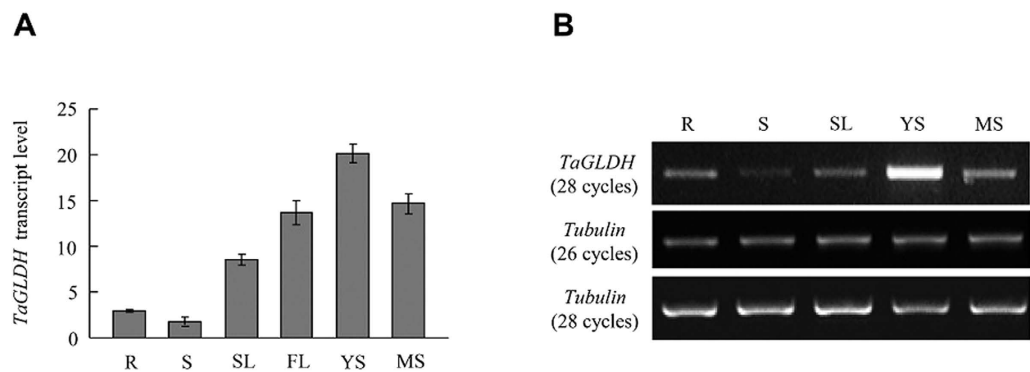 A
TaGLDH transcript level
25
20
15
10
5
0
R S SL FL YS MS
B
R S SL YS MS
TaGLDH
(28 cycles)
Tubulin
(26 cycles)
Tubulin
(28 cycles)